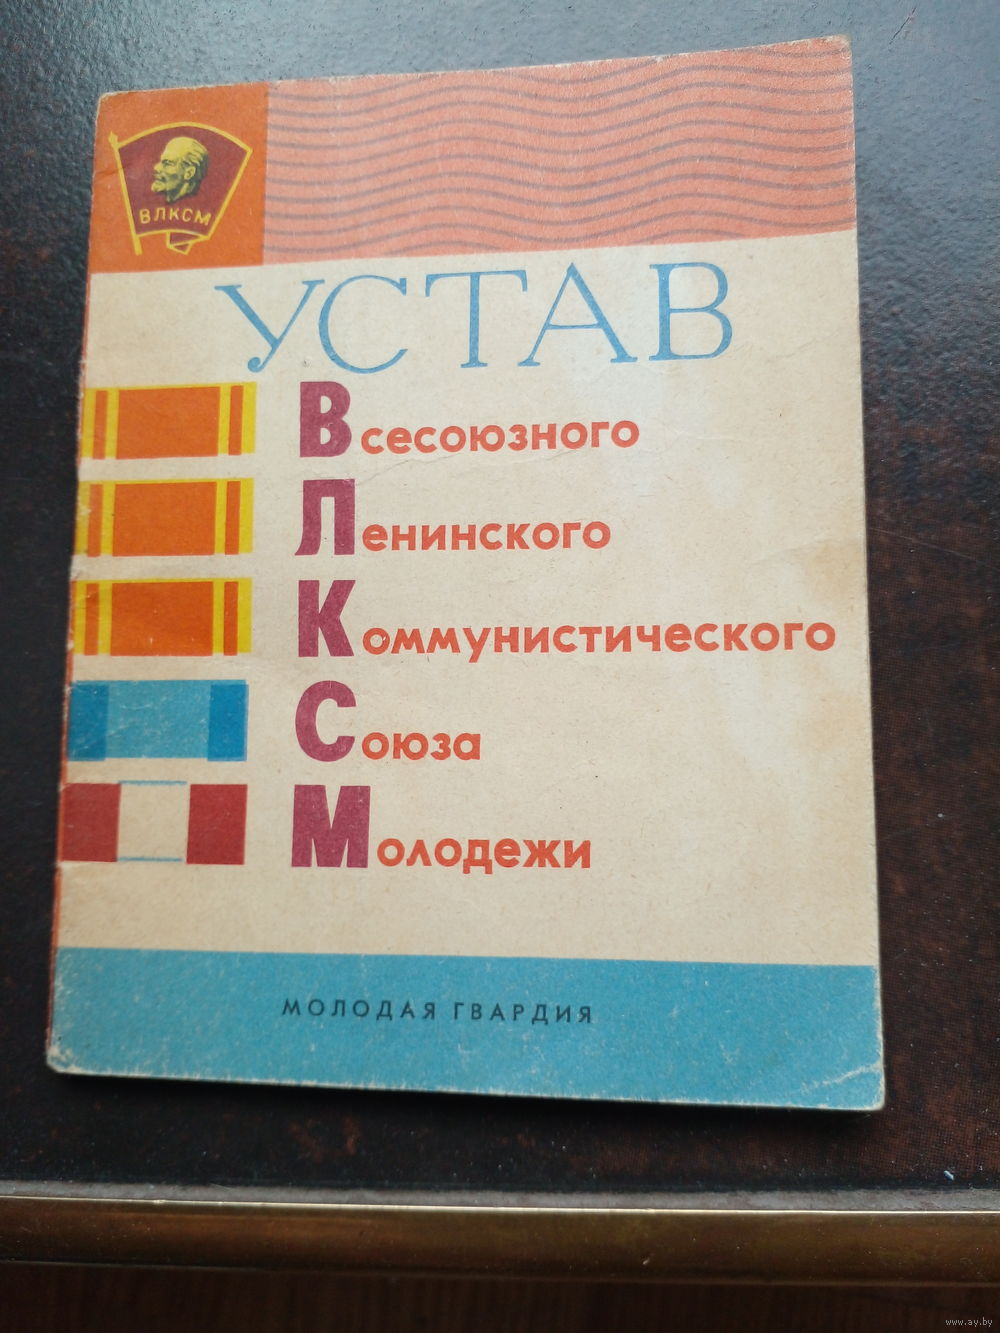 ВЛКСМ
УСТАВ
Всесоюзного
Ленинского
Коммунистического
Союза
Молодежи
МОЛОДАЯ ГВАРДИЯ
www.ay.by